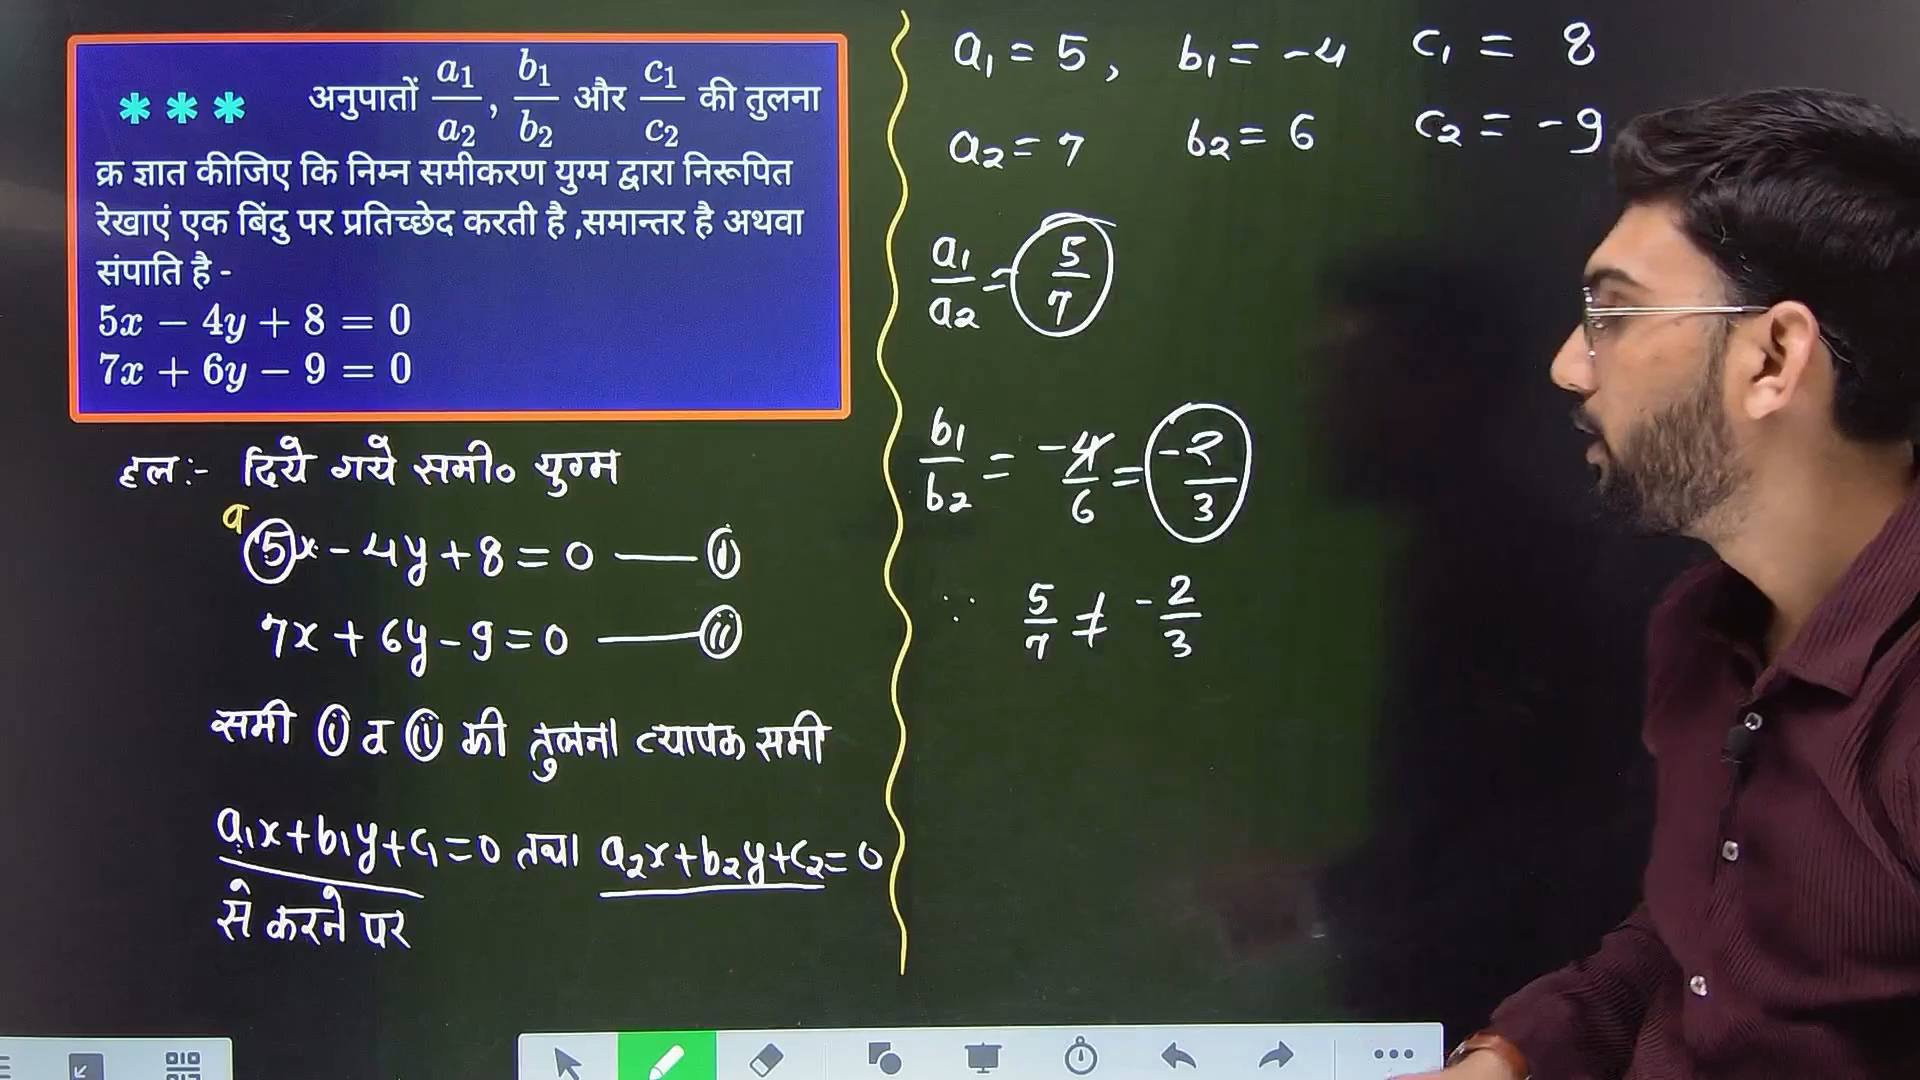 *** अनुपातों a₁/a₂, b₁/b₂ और c₁/c₂ की तुलना
क्र ज्ञात कीजिए कि निम्न समीकरण युग्म द्वारा निरूपित
रेखाएं एक बिंदु पर प्रतिच्छेद करती है ,समान्तर है अथवा
संपाति है -
5x − 4y + 8 = 0
7x + 6y − 9 = 0
हल:- दिये गये समी० युग्म
a
5x - 4y + 8 = 0 —— (i)
7x + 6y - 9 = 0 —— (ii)
समी (i) व (ii) की तुलना व्यापक समी
a₁x + b₁y + c₁ = 0 तथा a₂x + b₂y + c₂ = 0
से करने पर
a₁ = 5, b₁ = -4 c₁ = 8
a₂ = 7 b₂ = 6 c₂ = -9
a₁/a₂ = 5/7
b₁/b₂ = -4/6 = -2/3
∵ 5/7 ≠ -2/3